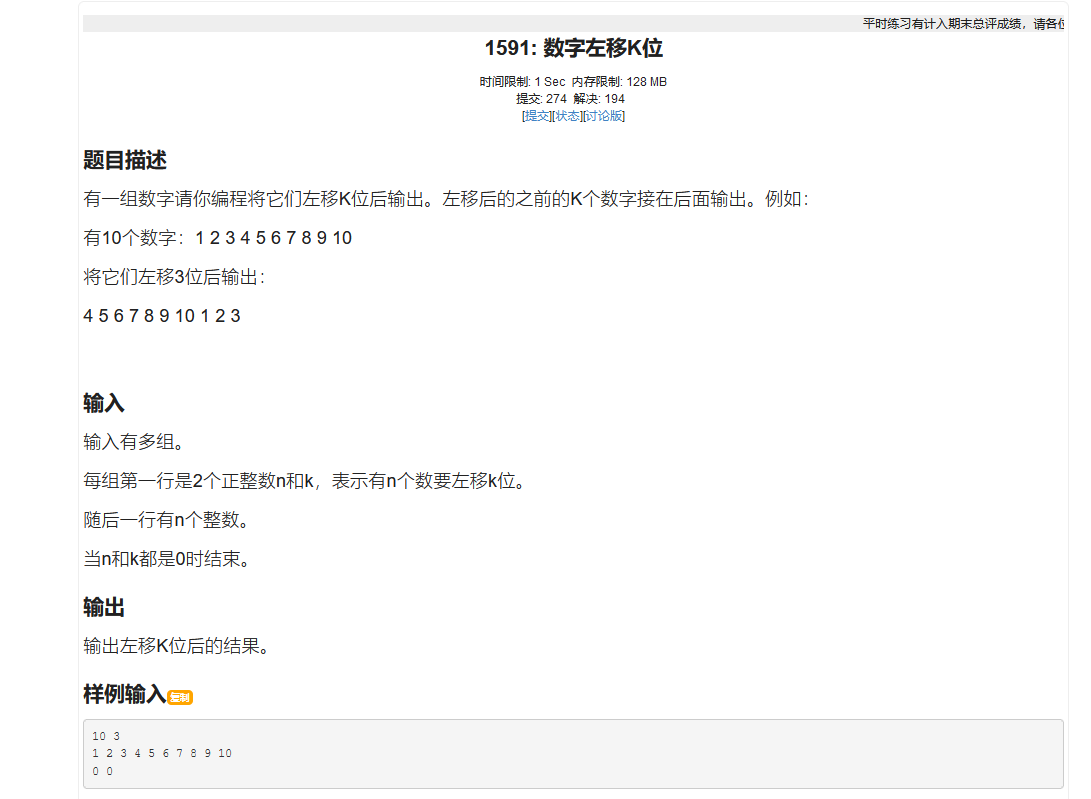 平时练习有计入期末总评成绩，请各位
1591: 数字左移K位
时间限制: 1 Sec 内存限制: 128 MB
提交: 274 解决: 194
[提交][状态][讨论版]
题目描述
有一组数字请你编程将它们左移K位后输出。左移后的之前的K个数字接在后面输出。例如：
有10个数字：1 2 3 4 5 6 7 8 9 10
将它们左移3位后输出：
4 5 6 7 8 9 10 1 2 3
输入
输入有多组。
每组第一行是2个正整数n和k，表示有n个数要左移k位。
随后一行有n个整数。
当n和k都是0时结束。
输出
输出左移K位后的结果。
样例输入 复制
10 3
1 2 3 4 5 6 7 8 9 10
0 0